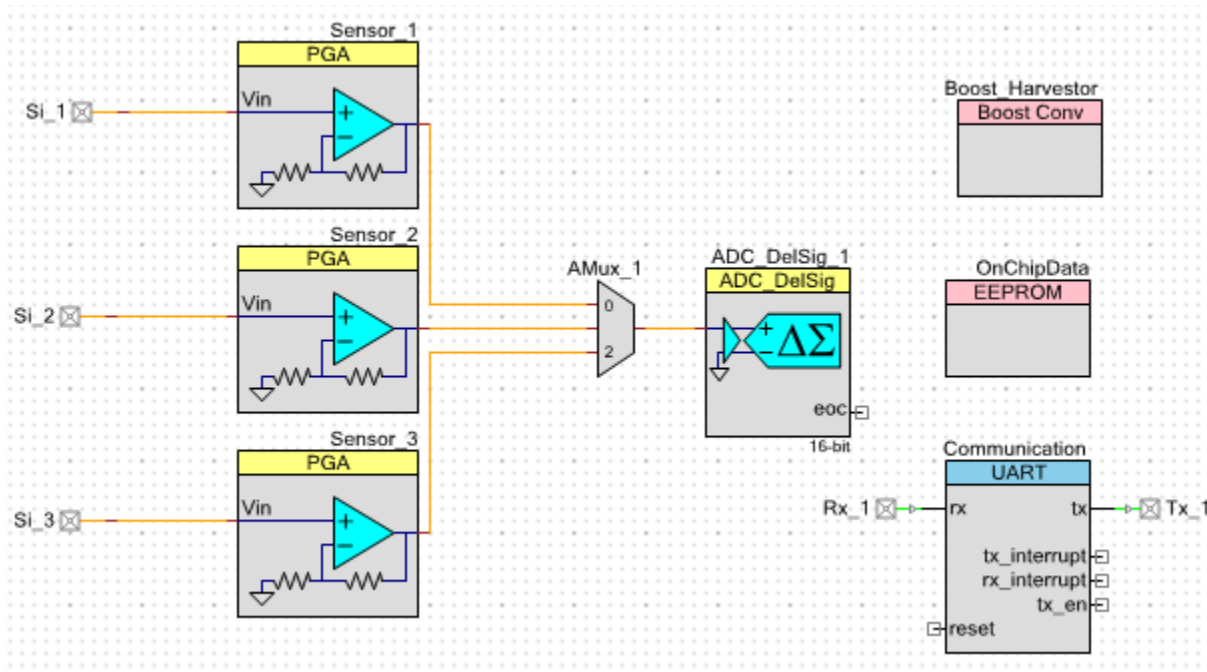 Sensor_1
PGA
Si_1
Vin
Sensor_2
PGA
Si_2
Vin
Sensor_3
PGA
Si_3
Vin
AMux_1
0
2
ADC_DelSig_1
ADC_DelSig
ΔΣ
eoc
16-bit
Boost_Harvestor
Boost Conv
OnChipData
EEPROM
Communication
UART
Rx_1
rx
tx
Tx_1
tx_interrupt
rx_interrupt
tx_en
reset